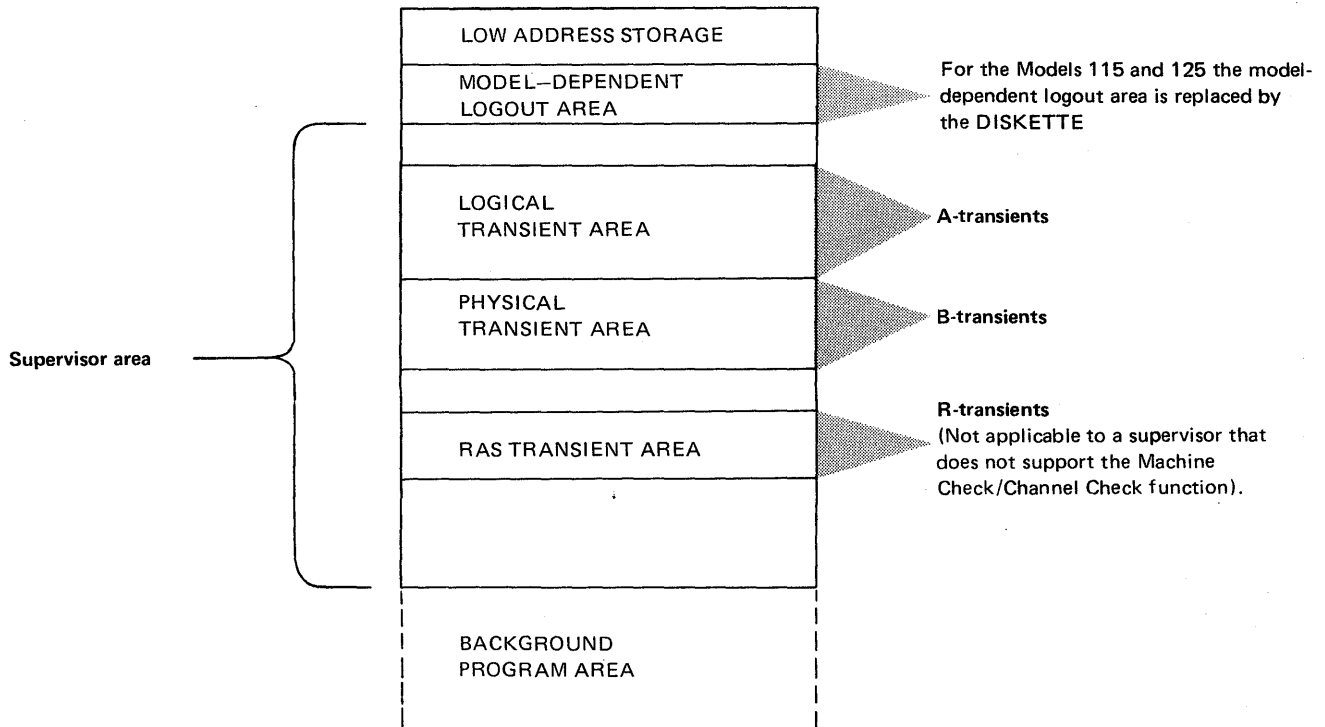 LOW ADDRESS STORAGE
MODEL–DEPENDENT
LOGOUT AREA
For the Models 115 and 125 the model-
dependent logout area is replaced by
the DISKETTE
LOGICAL
TRANSIENT AREA
A-transients
PHYSICAL
TRANSIENT AREA
B-transients
Supervisor area
RAS TRANSIENT AREA
R-transients
(Not applicable to a supervisor that
does not support the Machine
Check/Channel Check function).
BACKGROUND
PROGRAM AREA